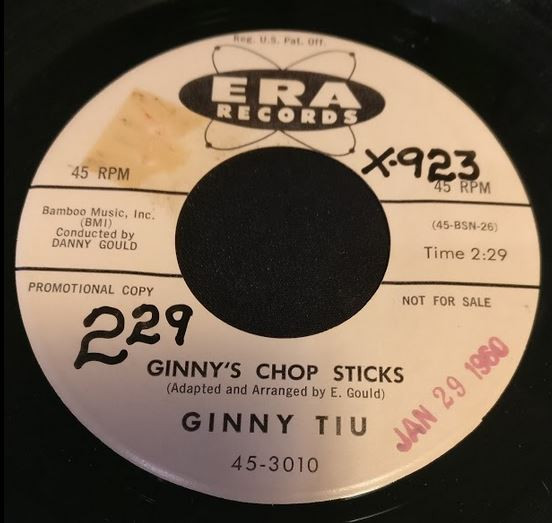 Reg. U.S. Pat. Off.
ERA
RECORDS
X-923
45 RPM
45 RPM
Bamboo Music, Inc.
(BMI)
Conducted by
DANNY GOULD
(45-BSN-26)
Time 2:29
PROMOTIONAL COPY
NOT FOR SALE
229
GINNY'S CHOP STICKS
(Adapted and Arranged by E. Gould)
GINNY TIU
JAN 29 1960
45-3010